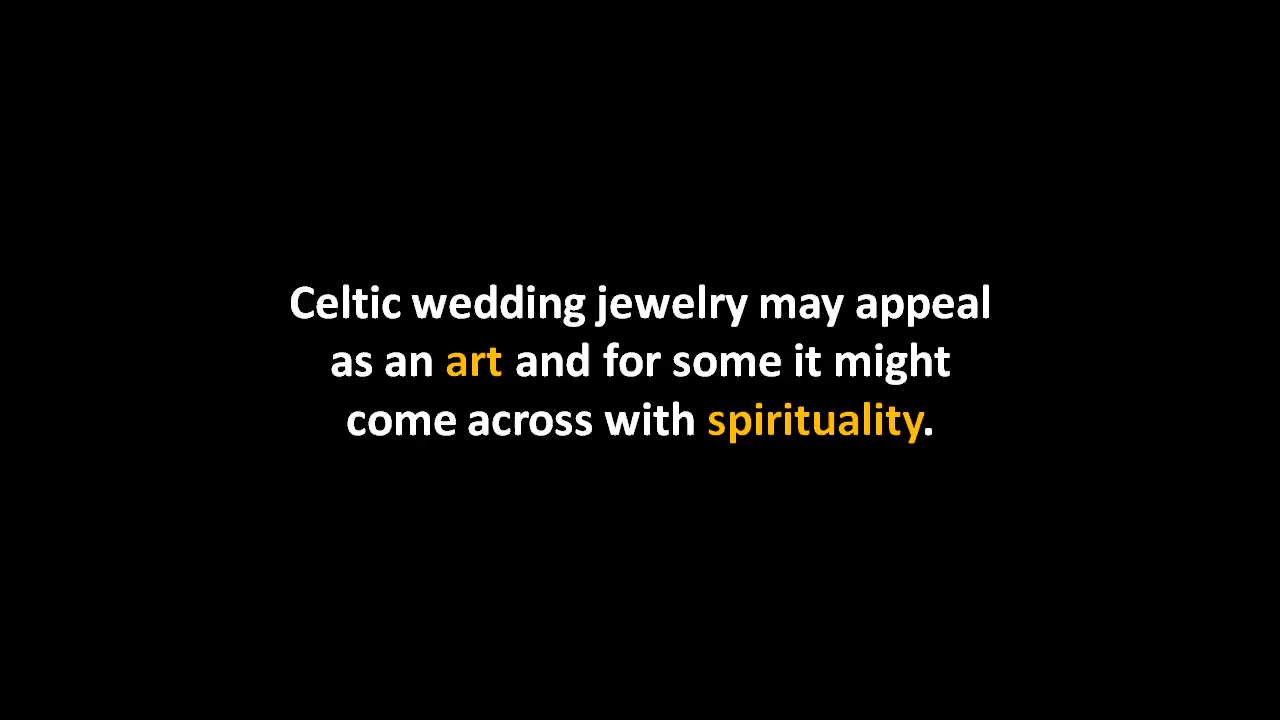 Celtic wedding jewelry may appeal
as an art and for some it might
come across with spirituality.